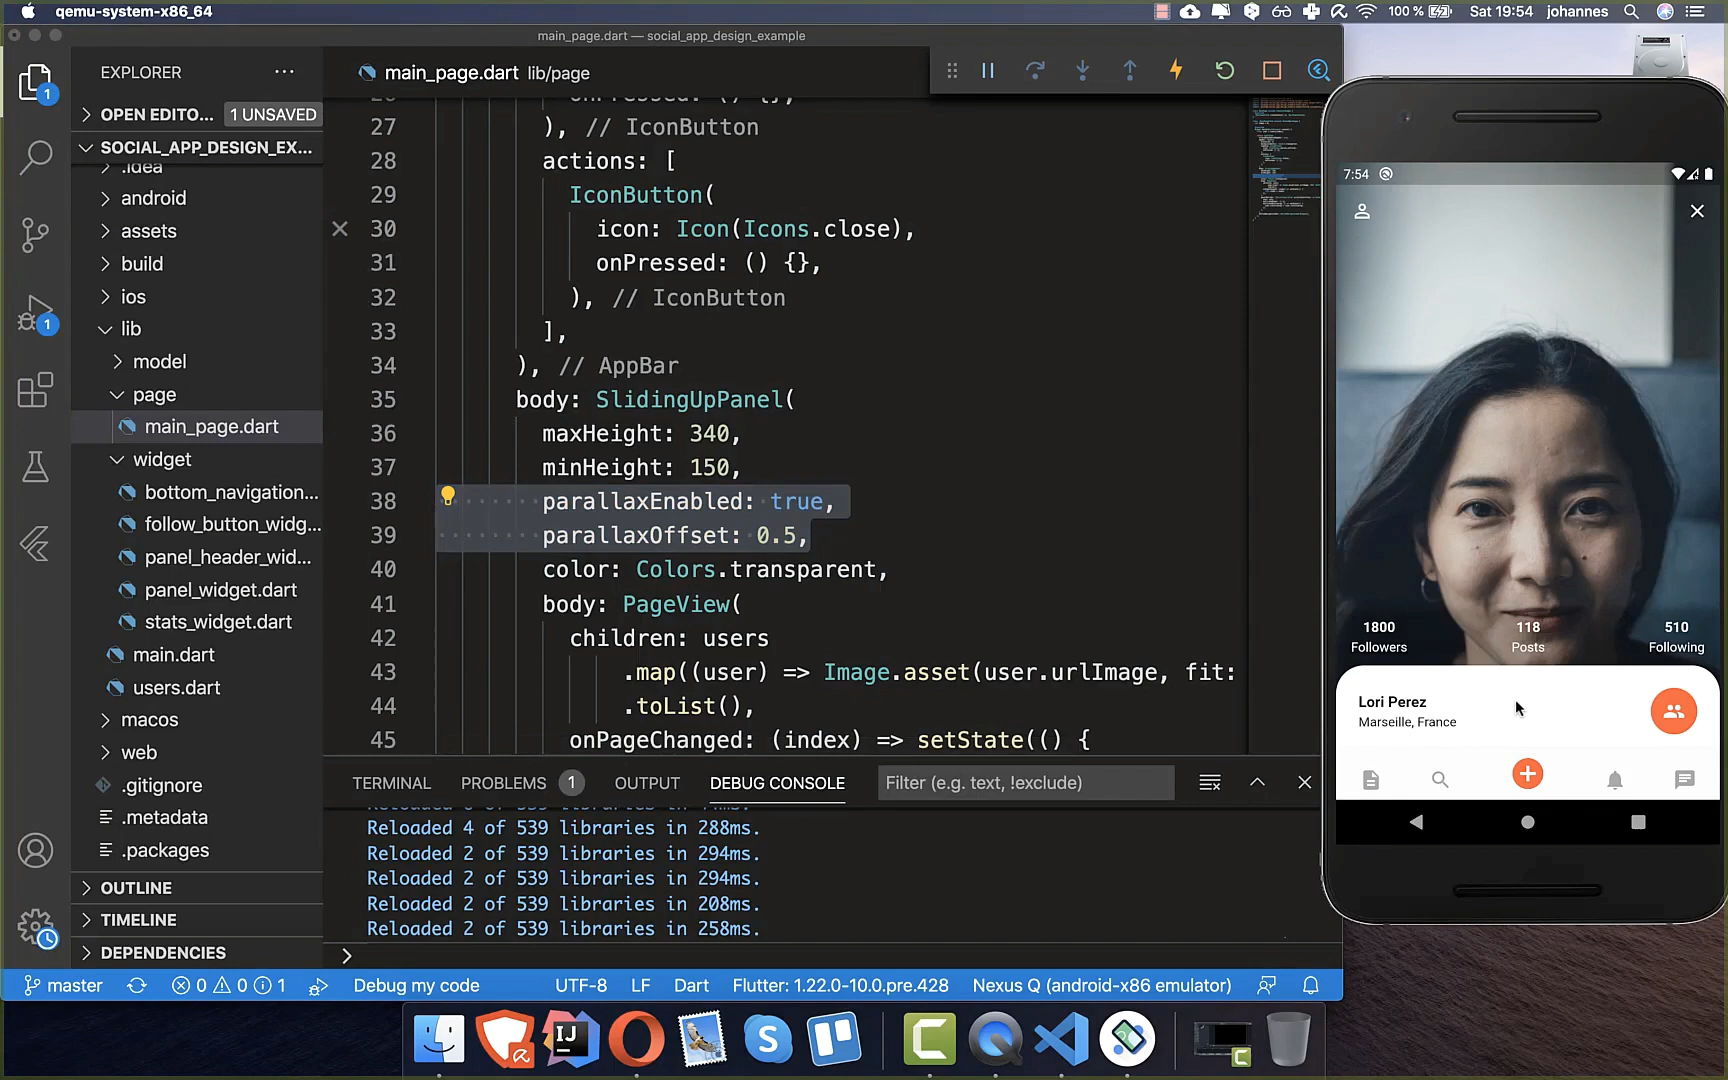 qemu-system-x86_64
100 %
Sat 19:54
johannes
main_page.dart — social_app_design_example
EXPLORER
main_page.dart lib/page
OPEN EDITO...
1 UNSAVED
SOCIAL_APP_DESIGN_EX...
.idea
android
assets
build
ios
lib
model
page
main_page.dart
widget
bottom_navigation...
follow_button_widg...
panel_header_wid...
panel_widget.dart
stats_widget.dart
main.dart
users.dart
macos
web
.gitignore
.metadata
.packages
OUTLINE
TIMELINE
DEPENDENCIES
onPressed: () {},
27 ), // IconButton
28 actions: [
29 IconButton(
30 icon: Icon(Icons.close),
31 onPressed: () {},
32 ), // IconButton
33 ],
34 ), // AppBar
35 body: SlidingUpPanel(
36 maxHeight: 340,
37 minHeight: 150,
38 parallaxEnabled: true,
39 parallaxOffset: 0.5,
40 color: Colors.transparent,
41 body: PageView(
42 children: users
43 .map((user) => Image.asset(user.urlImage, fit:
44 .toList(),
45 onPageChanged: (index) => setState(() {
TERMINAL
PROBLEMS 1
OUTPUT
DEBUG CONSOLE
Filter (e.g. text, !exclude)
Reloaded 4 of 539 libraries in 288ms.
Reloaded 2 of 539 libraries in 294ms.
Reloaded 2 of 539 libraries in 294ms.
Reloaded 2 of 539 libraries in 208ms.
Reloaded 2 of 539 libraries in 258ms.
master
0 0 1
Debug my code
UTF-8
LF
Dart
Flutter: 1.22.0-10.0.pre.428
Nexus Q (android-x86 emulator)
7:54
1800
Followers
118
Posts
510
Following
Lori Perez
Marseille, France
IJ